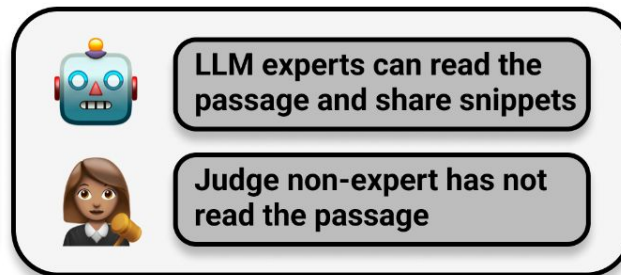 LLM experts can read the
passage and share snippets
Judge non-expert has not
read the passage